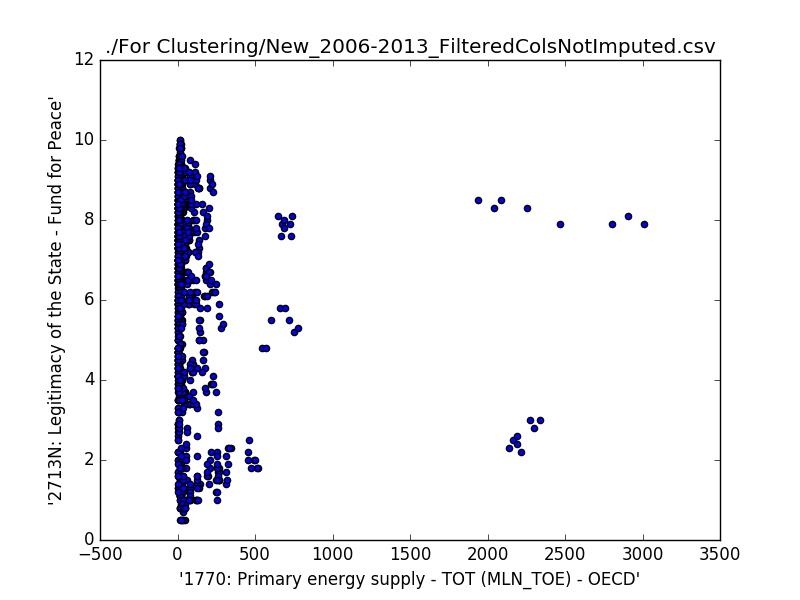 ./For Clustering/New_2006-2013_FilteredColsNotImputed.csv
12
10
8
6
4
2
0
'2713N: Legitimacy of the State - Fund for Peace'
−500 0 500 1000 1500 2000 2500 3000 3500
'1770: Primary energy supply - TOT (MLN_TOE) - OECD'